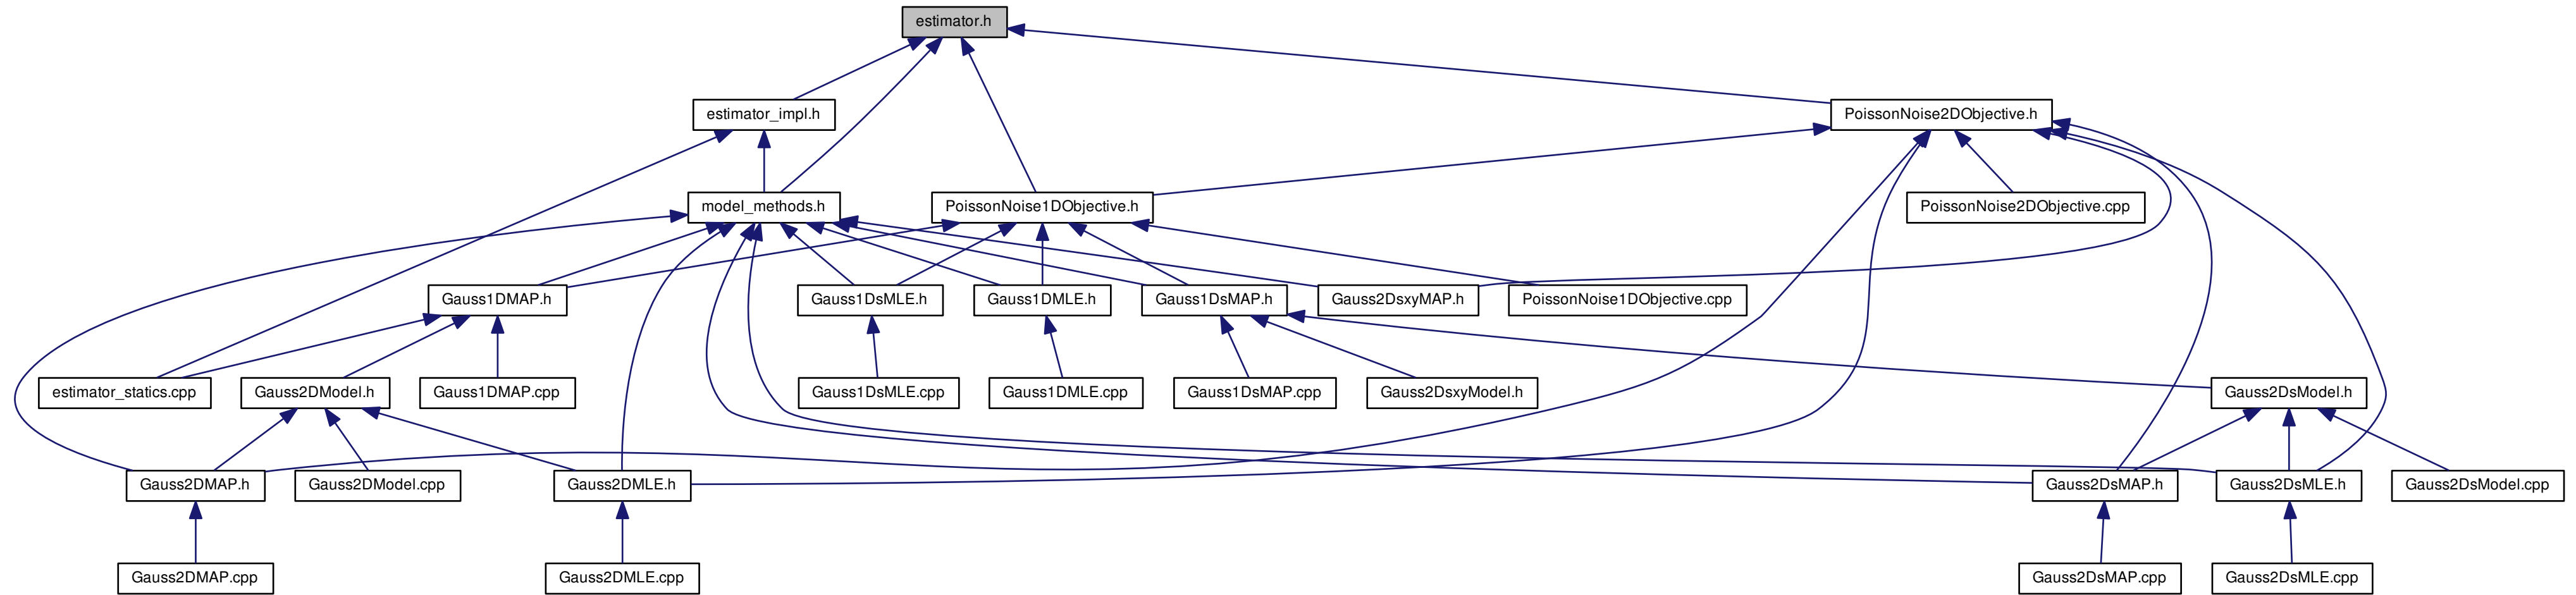 estimator.h
estimator_impl.h
PoissonNoise2DObjective.h
model_methods.h
PoissonNoise1DObjective.h
PoissonNoise2DObjective.cpp
Gauss1DMAP.h
Gauss1DsMLE.h
Gauss1DMLE.h
Gauss1DsMAP.h
Gauss2DsxyMAP.h
PoissonNoise1DObjective.cpp
estimator_statics.cpp
Gauss2DModel.h
Gauss1DMAP.cpp
Gauss1DsMLE.cpp
Gauss1DMLE.cpp
Gauss1DsMAP.cpp
Gauss2DsxyModel.h
Gauss2DsModel.h
Gauss2DMAP.h
Gauss2DModel.cpp
Gauss2DMLE.h
Gauss2DsMAP.h
Gauss2DsMLE.h
Gauss2DsModel.cpp
Gauss2DMAP.cpp
Gauss2DMLE.cpp
Gauss2DsMAP.cpp
Gauss2DsMLE.cpp